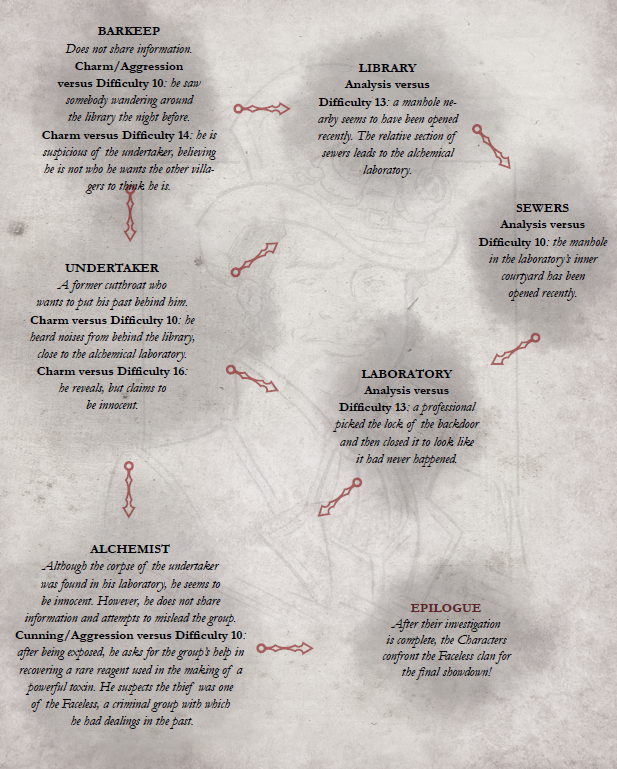 BARKEEP
Does not share information.
Charm/Aggression
versus Difficulty 10: he saw
somebody wandering around
the library the night before.
Charm versus Difficulty 14: he is
suspicious of the undertaker, believing
he is not who he wants the other villa-
gers to think he is.
LIBRARY
Analysis versus
Difficulty 13: a manhole ne-
arby seems to have been opened
recently. The relative section of
sewers leads to the alchemical
laboratory.
SEWERS
Analysis versus
Difficulty 10: the manhole
in the laboratory's inner
courtyard has been
opened recently.
UNDERTAKER
A former cutthroat who
wants to put his past behind him.
Charm versus Difficulty 10: he
heard noises from behind the library,
close to the alchemical laboratory.
Charm versus Difficulty 16:
he reveals, but claims to
be innocent.
LABORATORY
Analysis versus
Difficulty 13: a professional
picked the lock of the backdoor
and then closed it to look like
it had never happened.
ALCHEMIST
Although the corpse of the undertaker
was found in his laboratory, he seems to
be innocent. However, he does not share
information and attempts to mislead the group.
Cunning/Aggression versus Difficulty 10:
after being exposed, he asks for the group's help in
recovering a rare reagent used in the making of a
powerful toxin. He suspects the thief was one
of the Faceless, a criminal group with which
he had dealings in the past.
EPILOGUE
After their investigation
is complete, the Characters
confront the Faceless clan for
the final showdown!